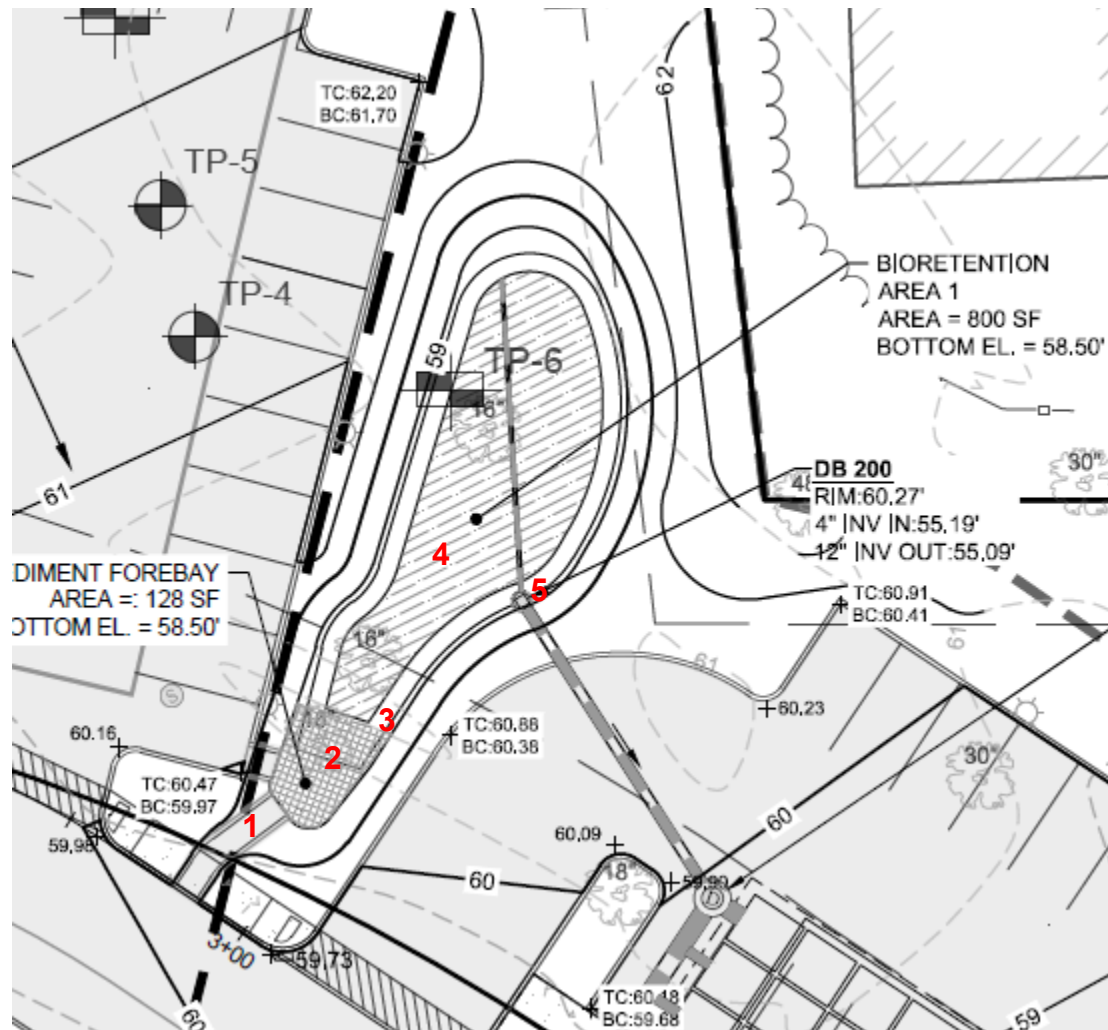 TC:62.20
BC:61.70
62
TP-5
TP-4
BIORETENTION
AREA 1
AREA = 800 SF
BOTTOM EL. = 58.50'
59
TP-6
16"
61
DB 200
RIM:60.27'
4" INV IN:55.19'
12" INV OUT:55.09'
48"
30"
4
5
EDIMENT FOREBAY
AREA =: 128 SF
OTTOM EL. = 58.50'
TC:60.91
BC:60.41
16"
61
61
S
3
TC:60.88
BC:60.38
60.23
60.16
2
30"
TC:60.47
BC:59.97
1
60
59.98
60.09
60
18"
59.90
D
3+00
59.73
60
TC:60.18
BC:59.68
59